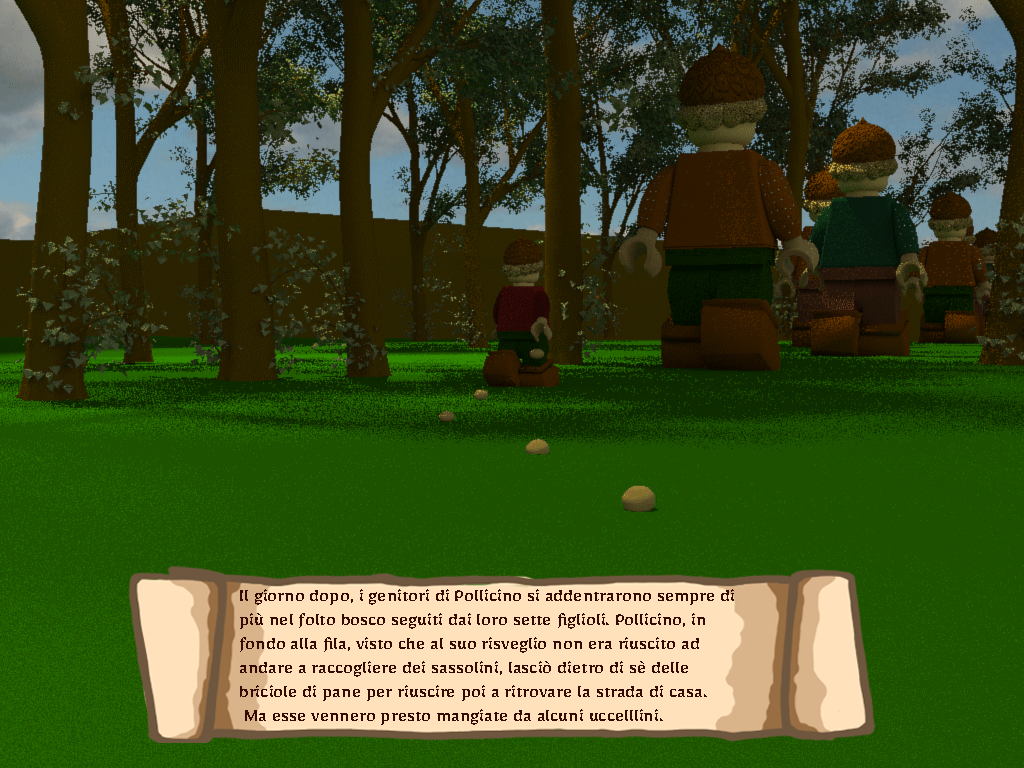 Il giorno dopo, i genitori di Pollicino si addentrarono sempre di
più nel folto bosco seguiti dai loro sette figlioli. Pollicino, in
fondo alla fila, visto che al suo risveglio non era riuscito ad
andare a raccogliere dei sassolini, lasciò dietro di sè delle
briciole di pane per riuscire poi a ritrovare la strada di casa.
Ma esse vennero presto mangiate da alcuni uccelllini.